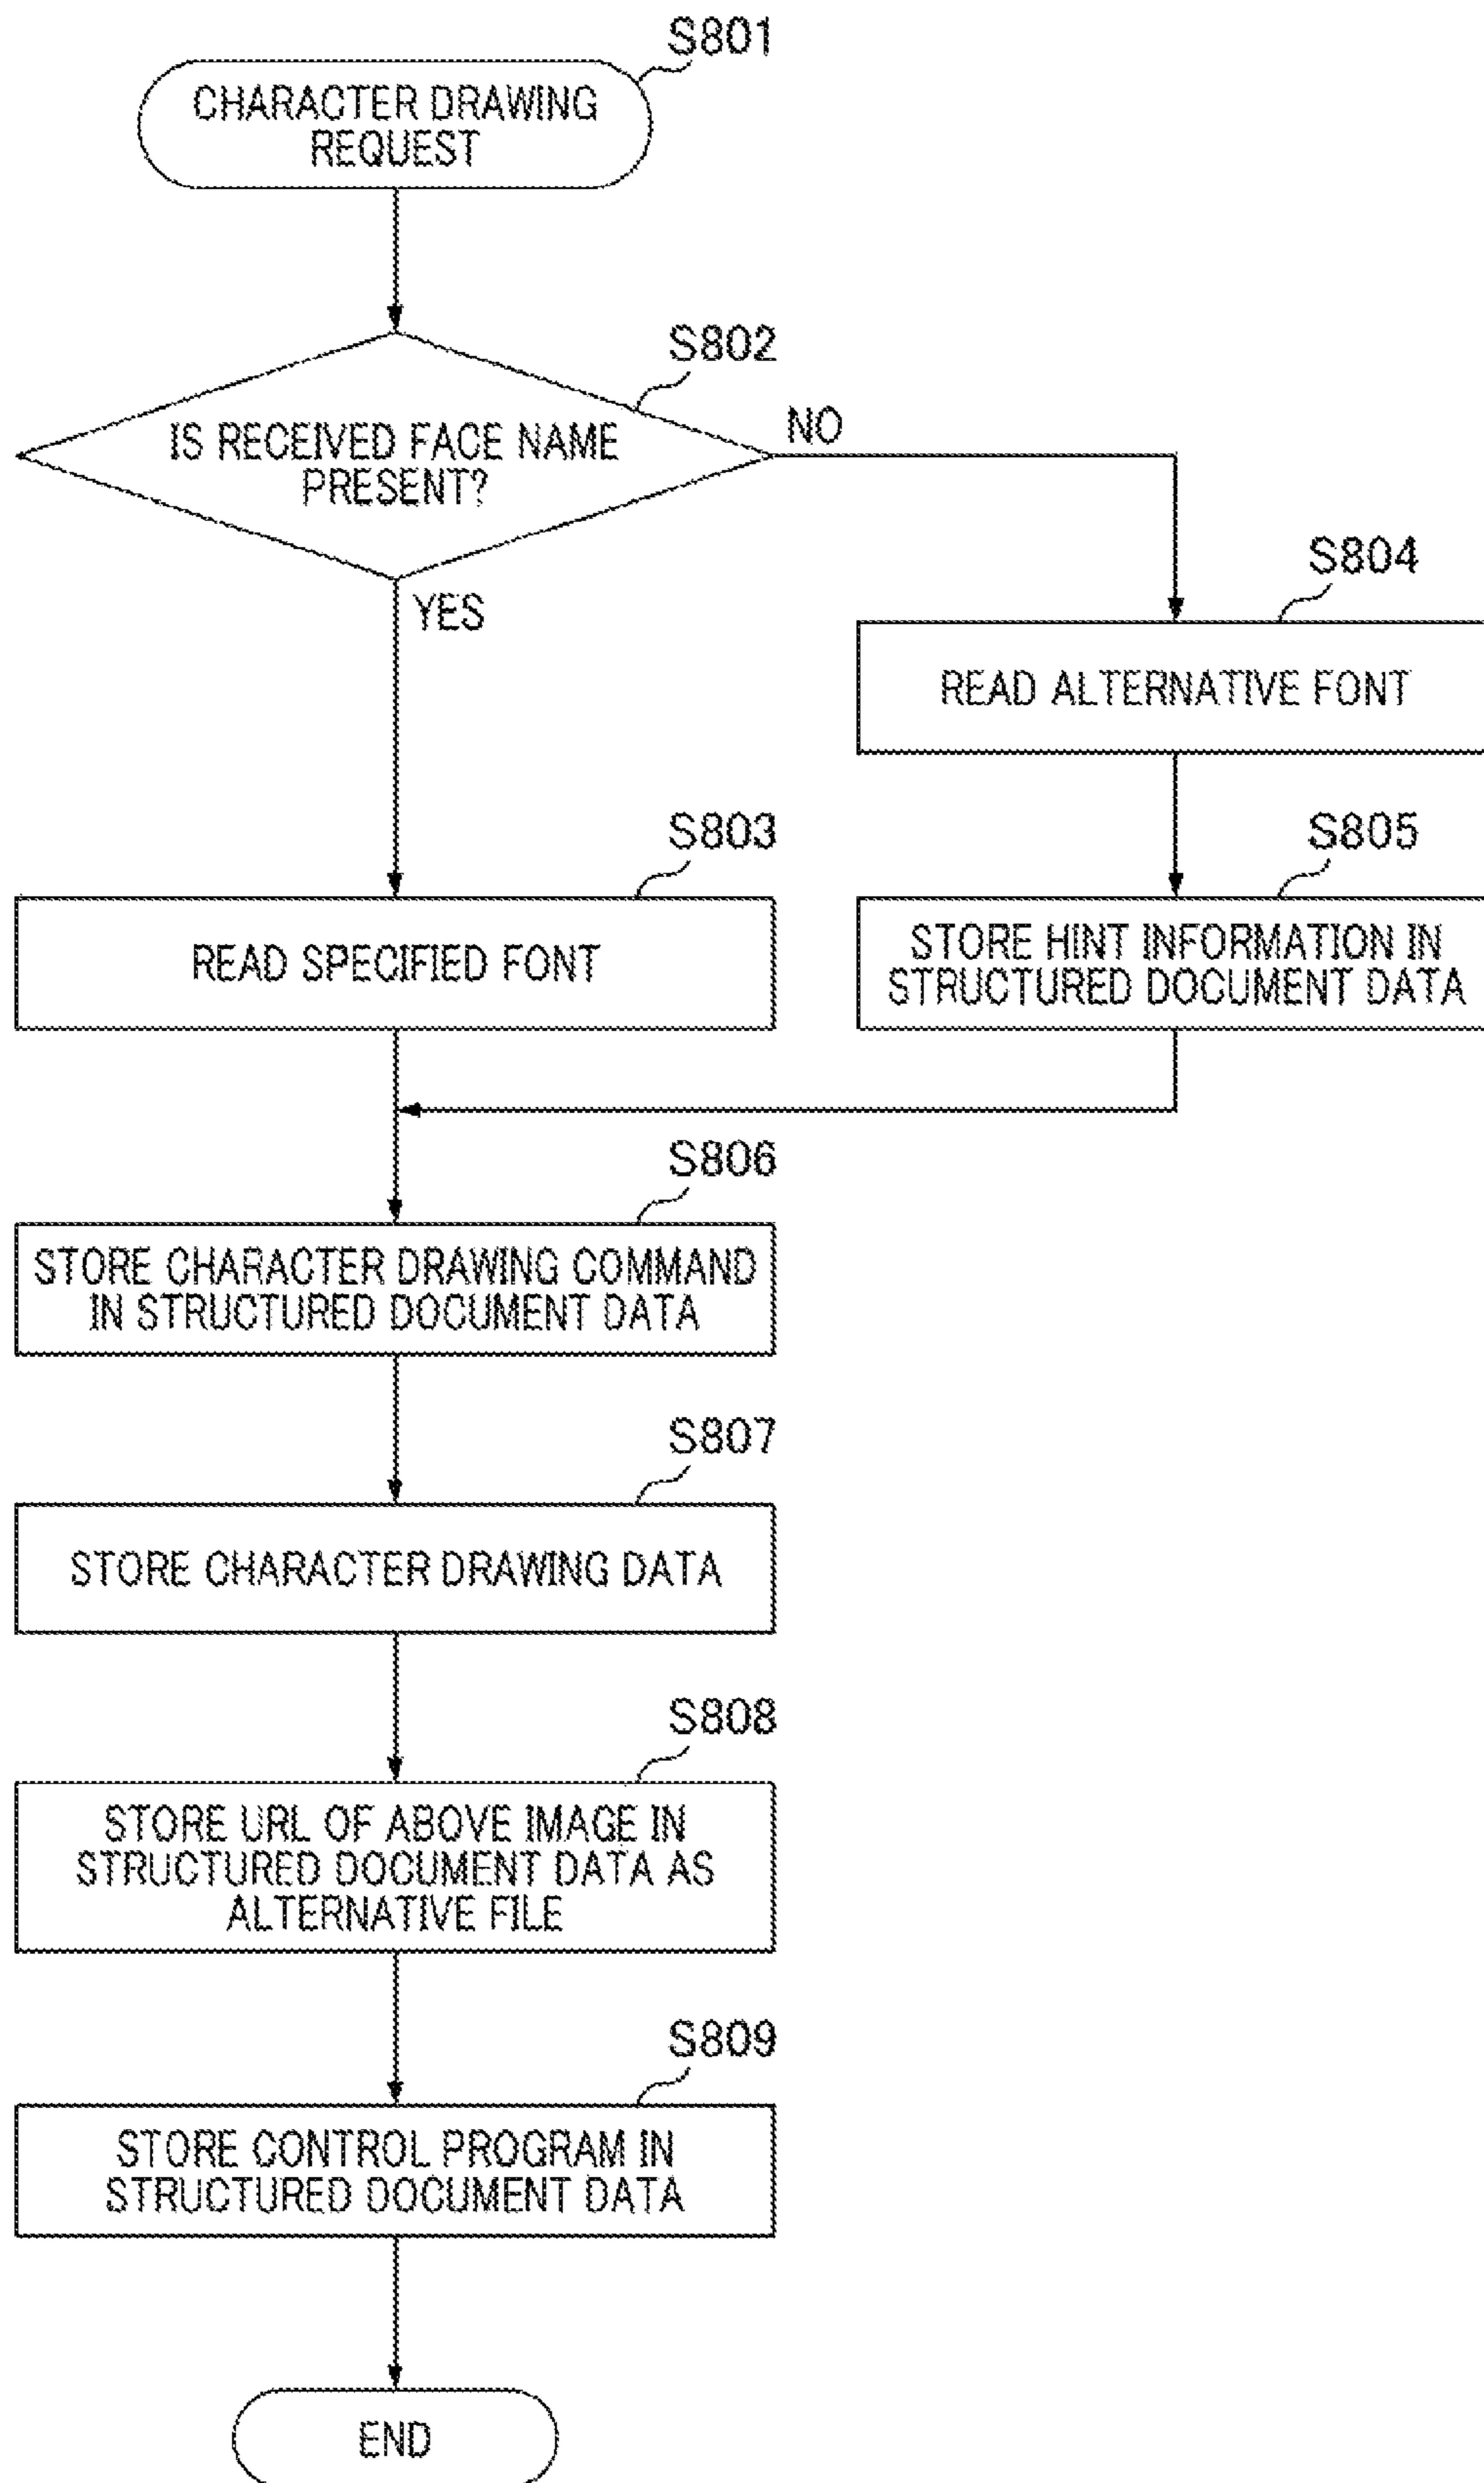 S801
CHARACTER DRAWING
REQUEST
S802
IS RECEIVED FACE NAME
PRESENT?
NO
YES
S804
READ ALTERNATIVE FONT
S803
READ SPECIFIED FONT
S805
STORE HINT INFORMATION IN
STRUCTURED DOCUMENT DATA
S806
STORE CHARACTER DRAWING COMMAND
IN STRUCTURED DOCUMENT DATA
S807
STORE CHARACTER DRAWING DATA
S808
STORE URL OF ABOVE IMAGE IN
STRUCTURED DOCUMENT DATA AS
ALTERNATIVE FILE
S809
STORE CONTROL PROGRAM IN
STRUCTURED DOCUMENT DATA
END